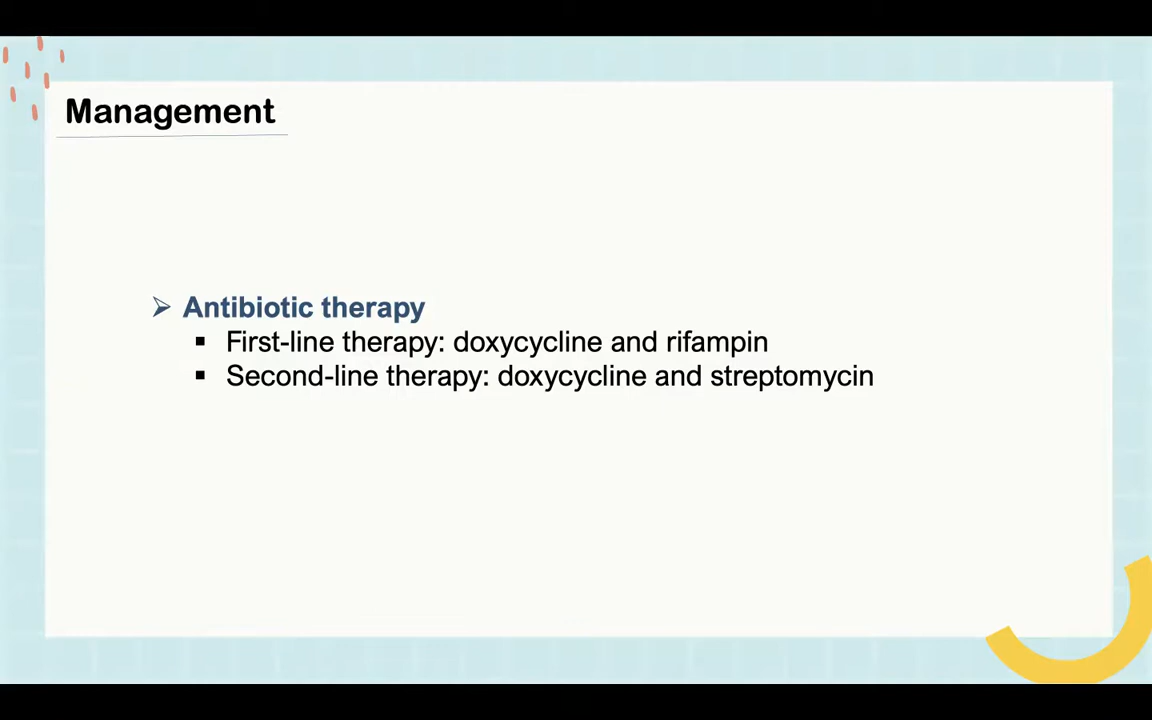 Management
➢ Antibiotic therapy
▪ First-line therapy: doxycycline and rifampin
▪ Second-line therapy: doxycycline and streptomycin